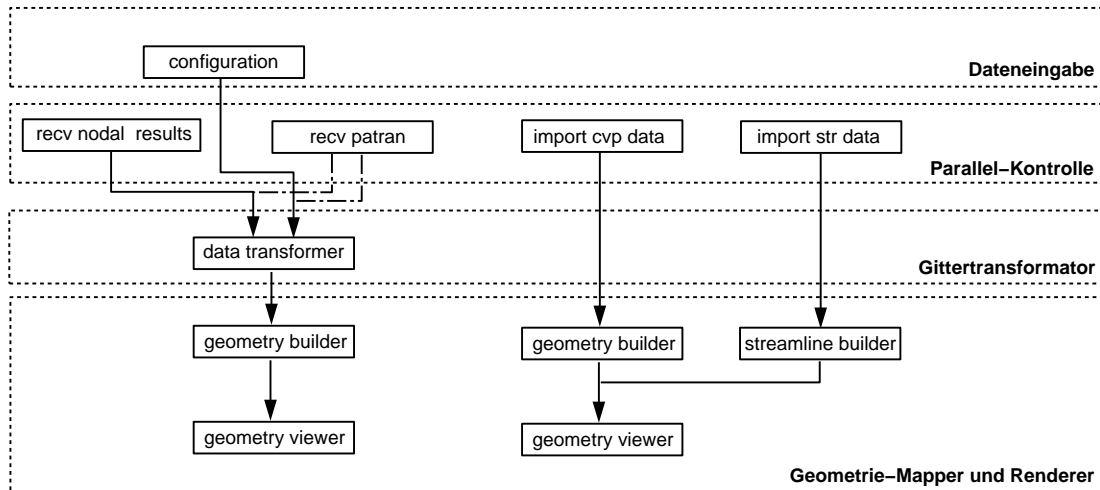 configuration
Dateneingabe
recv nodal results
recv patran
import cvp data
import str data
Parallel–Kontrolle
data transformer
Gittertransformator
geometry builder
geometry builder
streamline builder
geometry viewer
geometry viewer
Geometrie–Mapper und Renderer